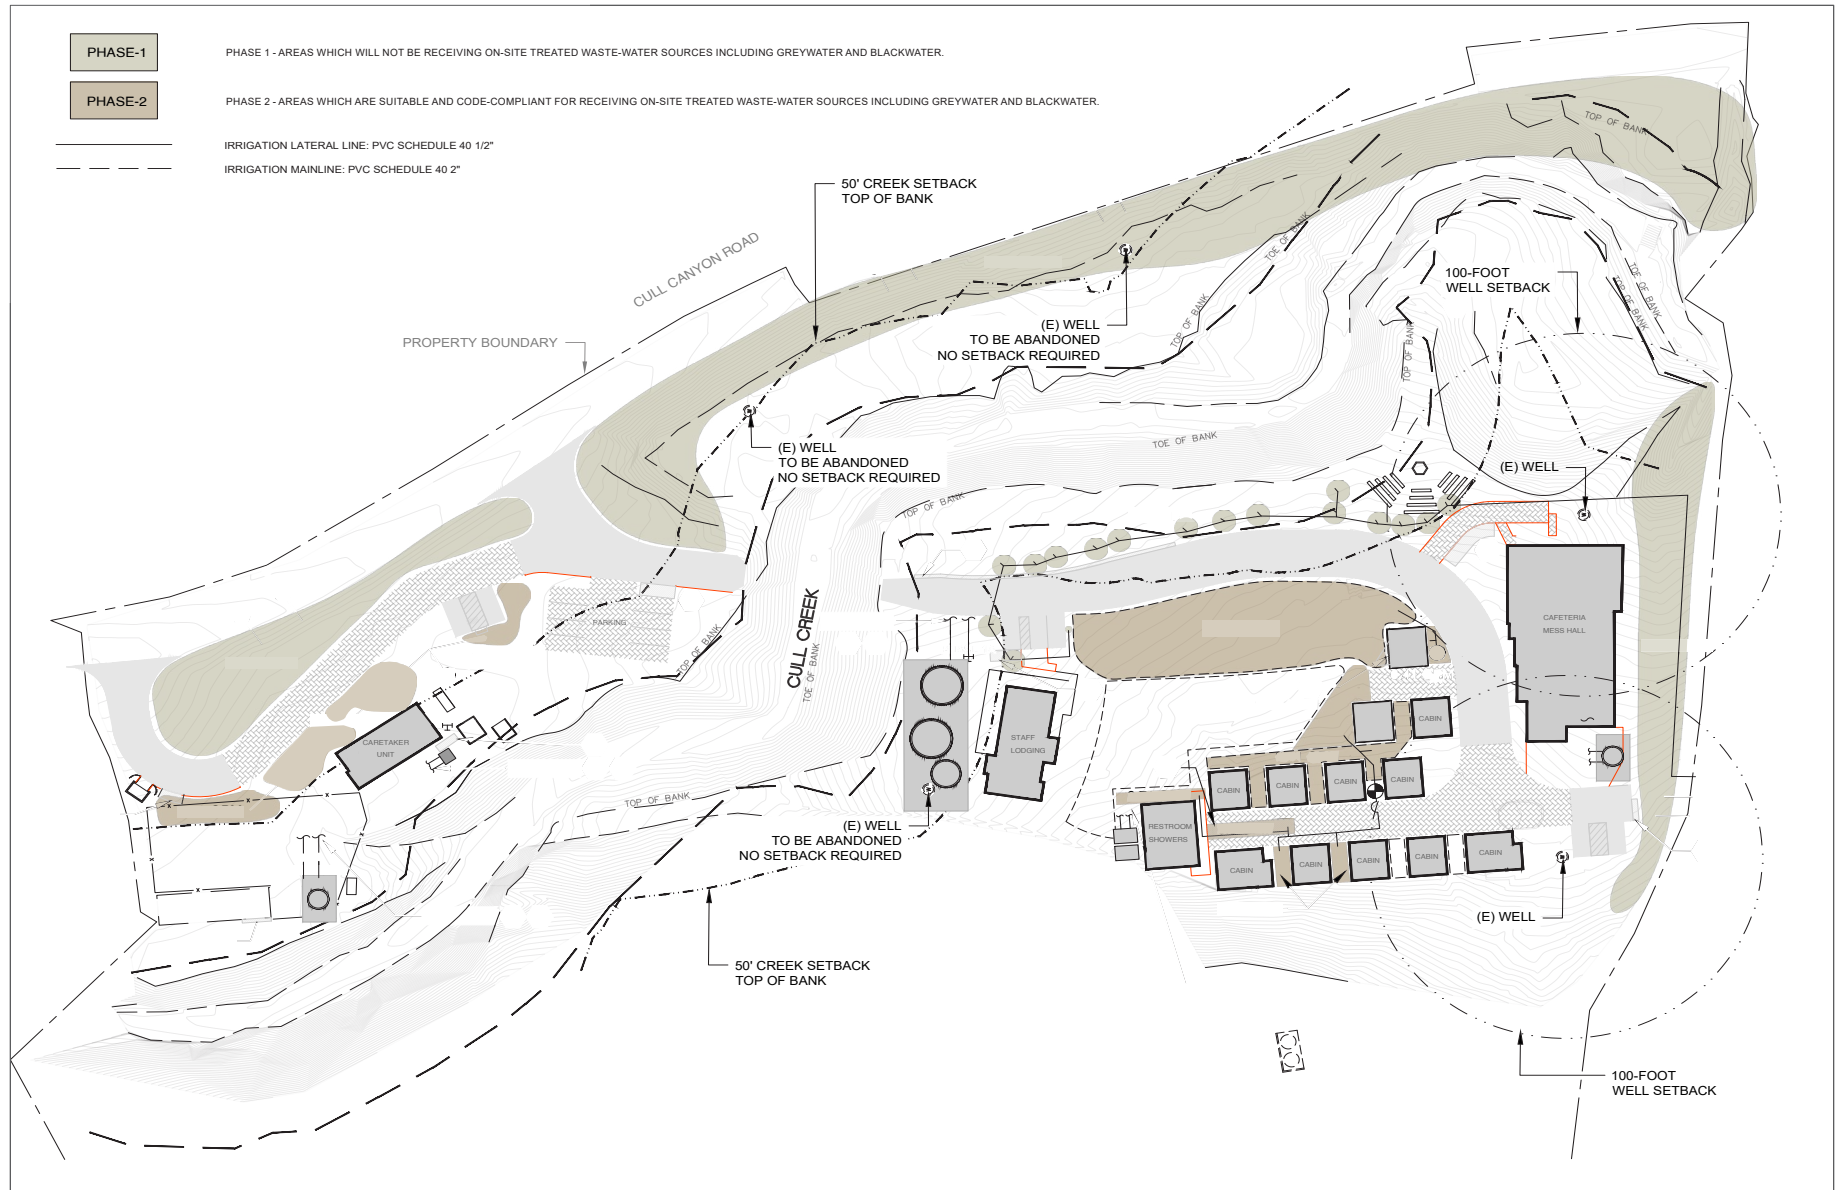 PHASE-1
PHASE 1 - AREAS WHICH WILL NOT BE RECEIVING ON-SITE TREATED WASTE-WATER SOURCES INCLUDING GREYWATER AND BLACKWATER.
PHASE-2
PHASE 2 - AREAS WHICH ARE SUITABLE AND CODE-COMPLIANT FOR RECEIVING ON-SITE TREATED WASTE-WATER SOURCES INCLUDING GREYWATER AND BLACKWATER.
IRRIGATION LATERAL LINE: PVC SCHEDULE 40 1/2"
IRRIGATION MAINLINE: PVC SCHEDULE 40 2"
TOP OF BANK
50' CREEK SETBACK
TOP OF BANK
CULL CANYON ROAD
TOE OF BANK
100-FOOT
WELL SETBACK
TOE OF BANK
TOP OF BANK
TOP OF BANK
(E) WELL
TO BE ABANDONED
NO SETBACK REQUIRED
PROPERTY BOUNDARY
TOP OF BANK
TOE OF BANK
(E) WELL
TO BE ABANDONED
NO SETBACK REQUIRED
(E) WELL
TOP OF BANK
PARKING
CULL CREEK
TOE OF BANK
TOP OF BANK
CAFETERIA
MESS HALL
CARETAKER
UNIT
STAFF
LODGING
CABIN
CABIN
CABIN
CABIN
CABIN
TOP OF BANK
(E) WELL
TO BE ABANDONED
NO SETBACK REQUIRED
RESTROOM
SHOWERS
CABIN
CABIN
CABIN
CABIN
CABIN
(E) WELL
50' CREEK SETBACK
TOP OF BANK
100-FOOT
WELL SETBACK